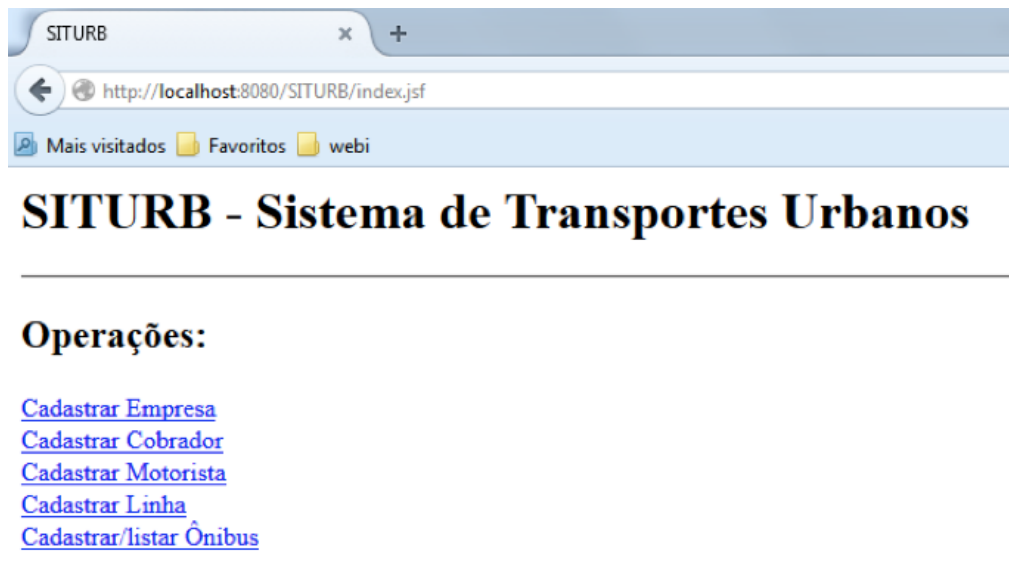 SITURB
http://localhost:8080/SITURB/index.jsf
Mais visitados Favoritos webi
SITURB - Sistema de Transportes Urbanos
Operações:
Cadastrar Empresa
Cadastrar Cobrador
Cadastrar Motorista
Cadastrar Linha
Cadastrar/listar Ônibus